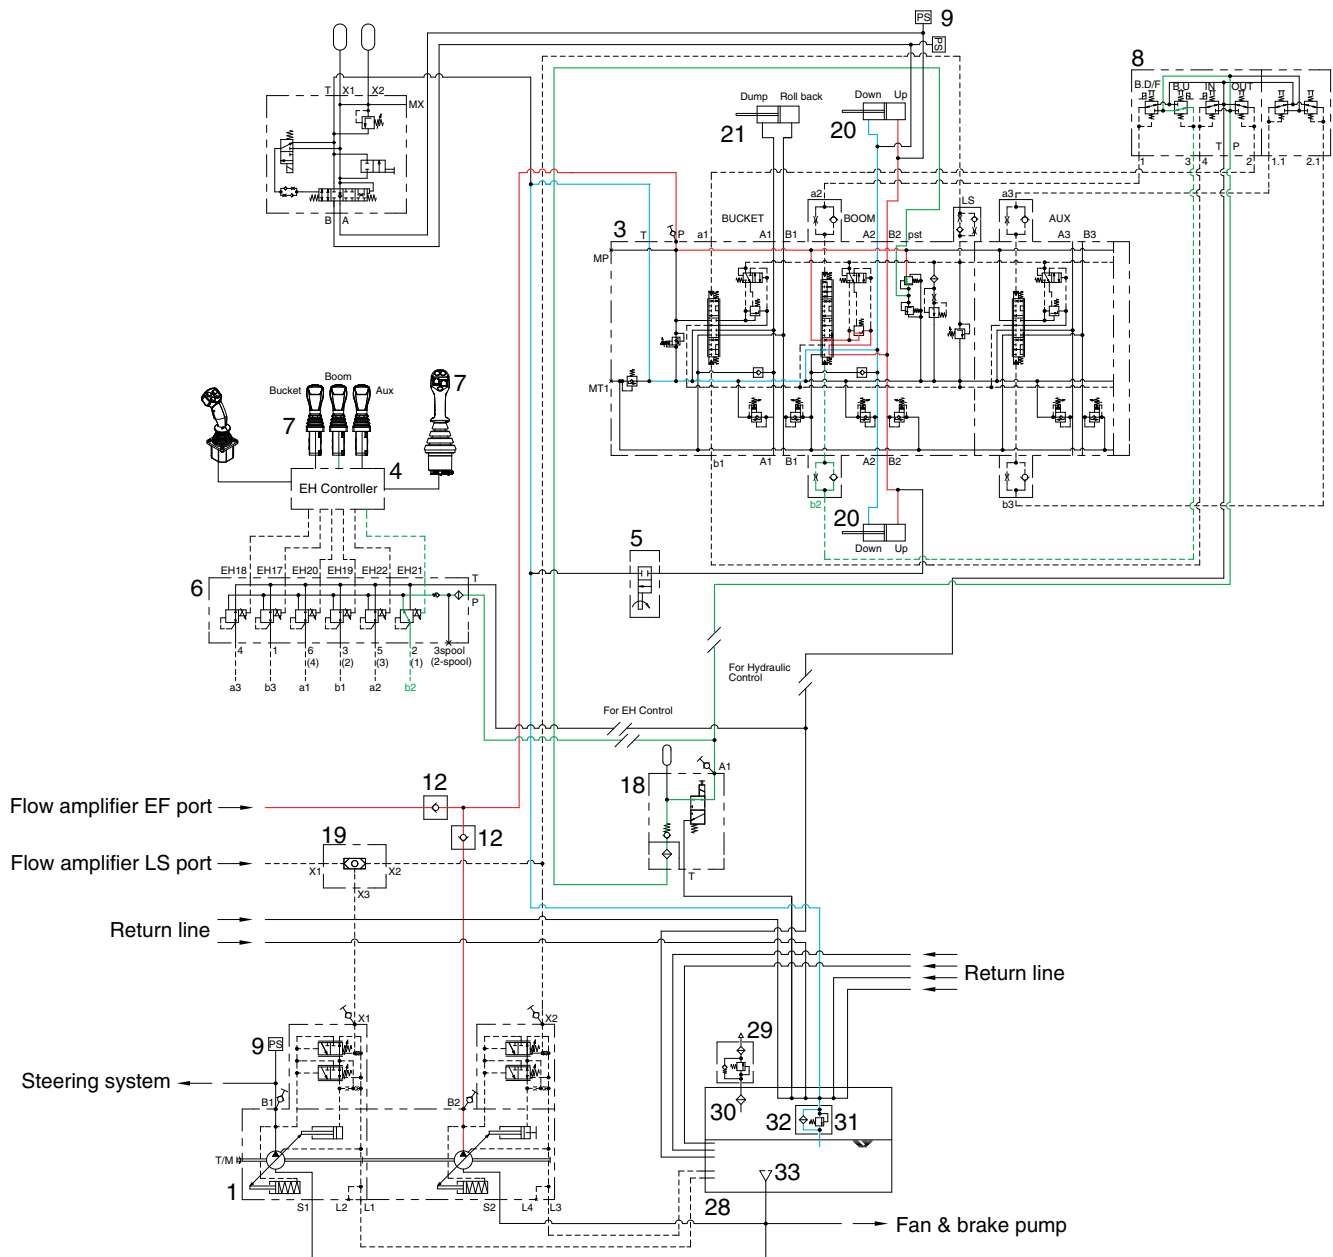 PS 9
PS
8
T X1 X2
MX
B.D/F B.U IN OUT
Dump Roll back
Down Up
21
20
T P
1 3 4 2 1.1 2.1
B A
a2 LS a3
3
BUCKET BOOM AUX
T P a1 A1 B1 A2 B2 pst A3 B3
MP
MT1
Boom
Bucket Aux
7
7
4
EH Controller
b1 A1 B1 A2 B2
b2 b3
20
Down Up
5
EH18 EH17 EH20 EH19 EH22 EH21
6
T
P
4 1 6 3 5 2 3spool
(4) (2) (3) (1) (2-spool)
a3 b3 a1 b1 a2 b2
For Hydraulic
Control
For EH Control
A1
18
T
12
Flow amplifier EF port
12
19
Flow amplifier LS port
X1 X2
X3
Return line
Return line
X1 X2
9 PS
29
Steering system
B1 B2
30
32 31
T/M
1
33
S1 L2 L1 S2 L4 L3
28
Fan & brake pump